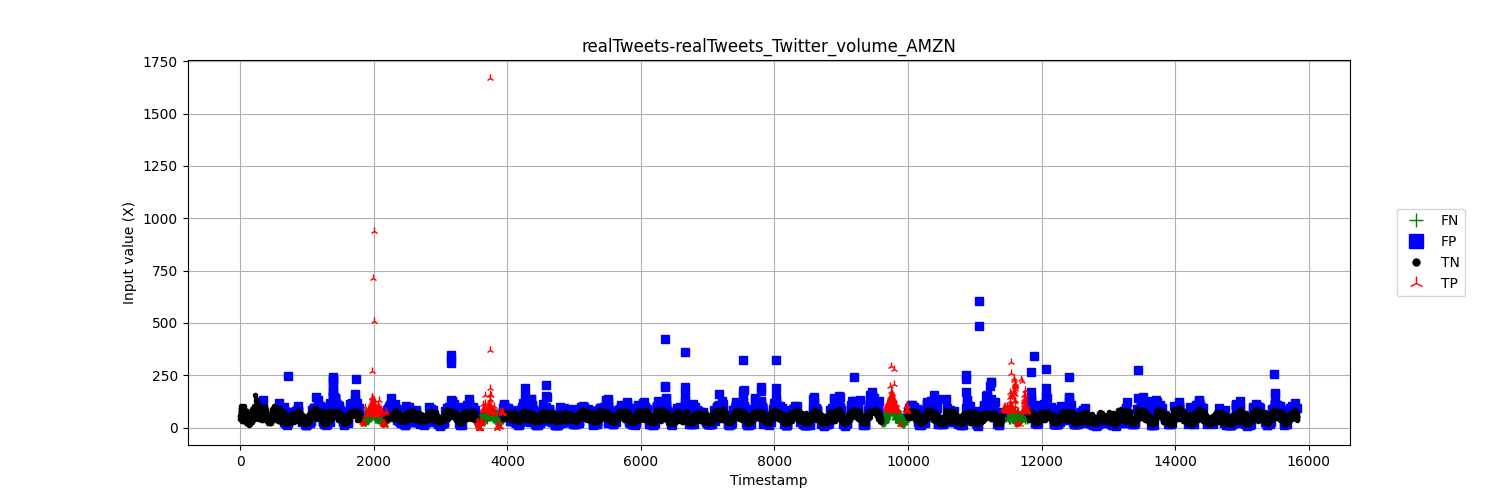 realTweets-realTweets_Twitter_volume_AMZN
1750
1500
1250
1000
750
500
250
0
Input value (X)
0 2000 4000 6000 8000 10000 12000 14000 16000
Timestamp
FN
FP
TN
TP